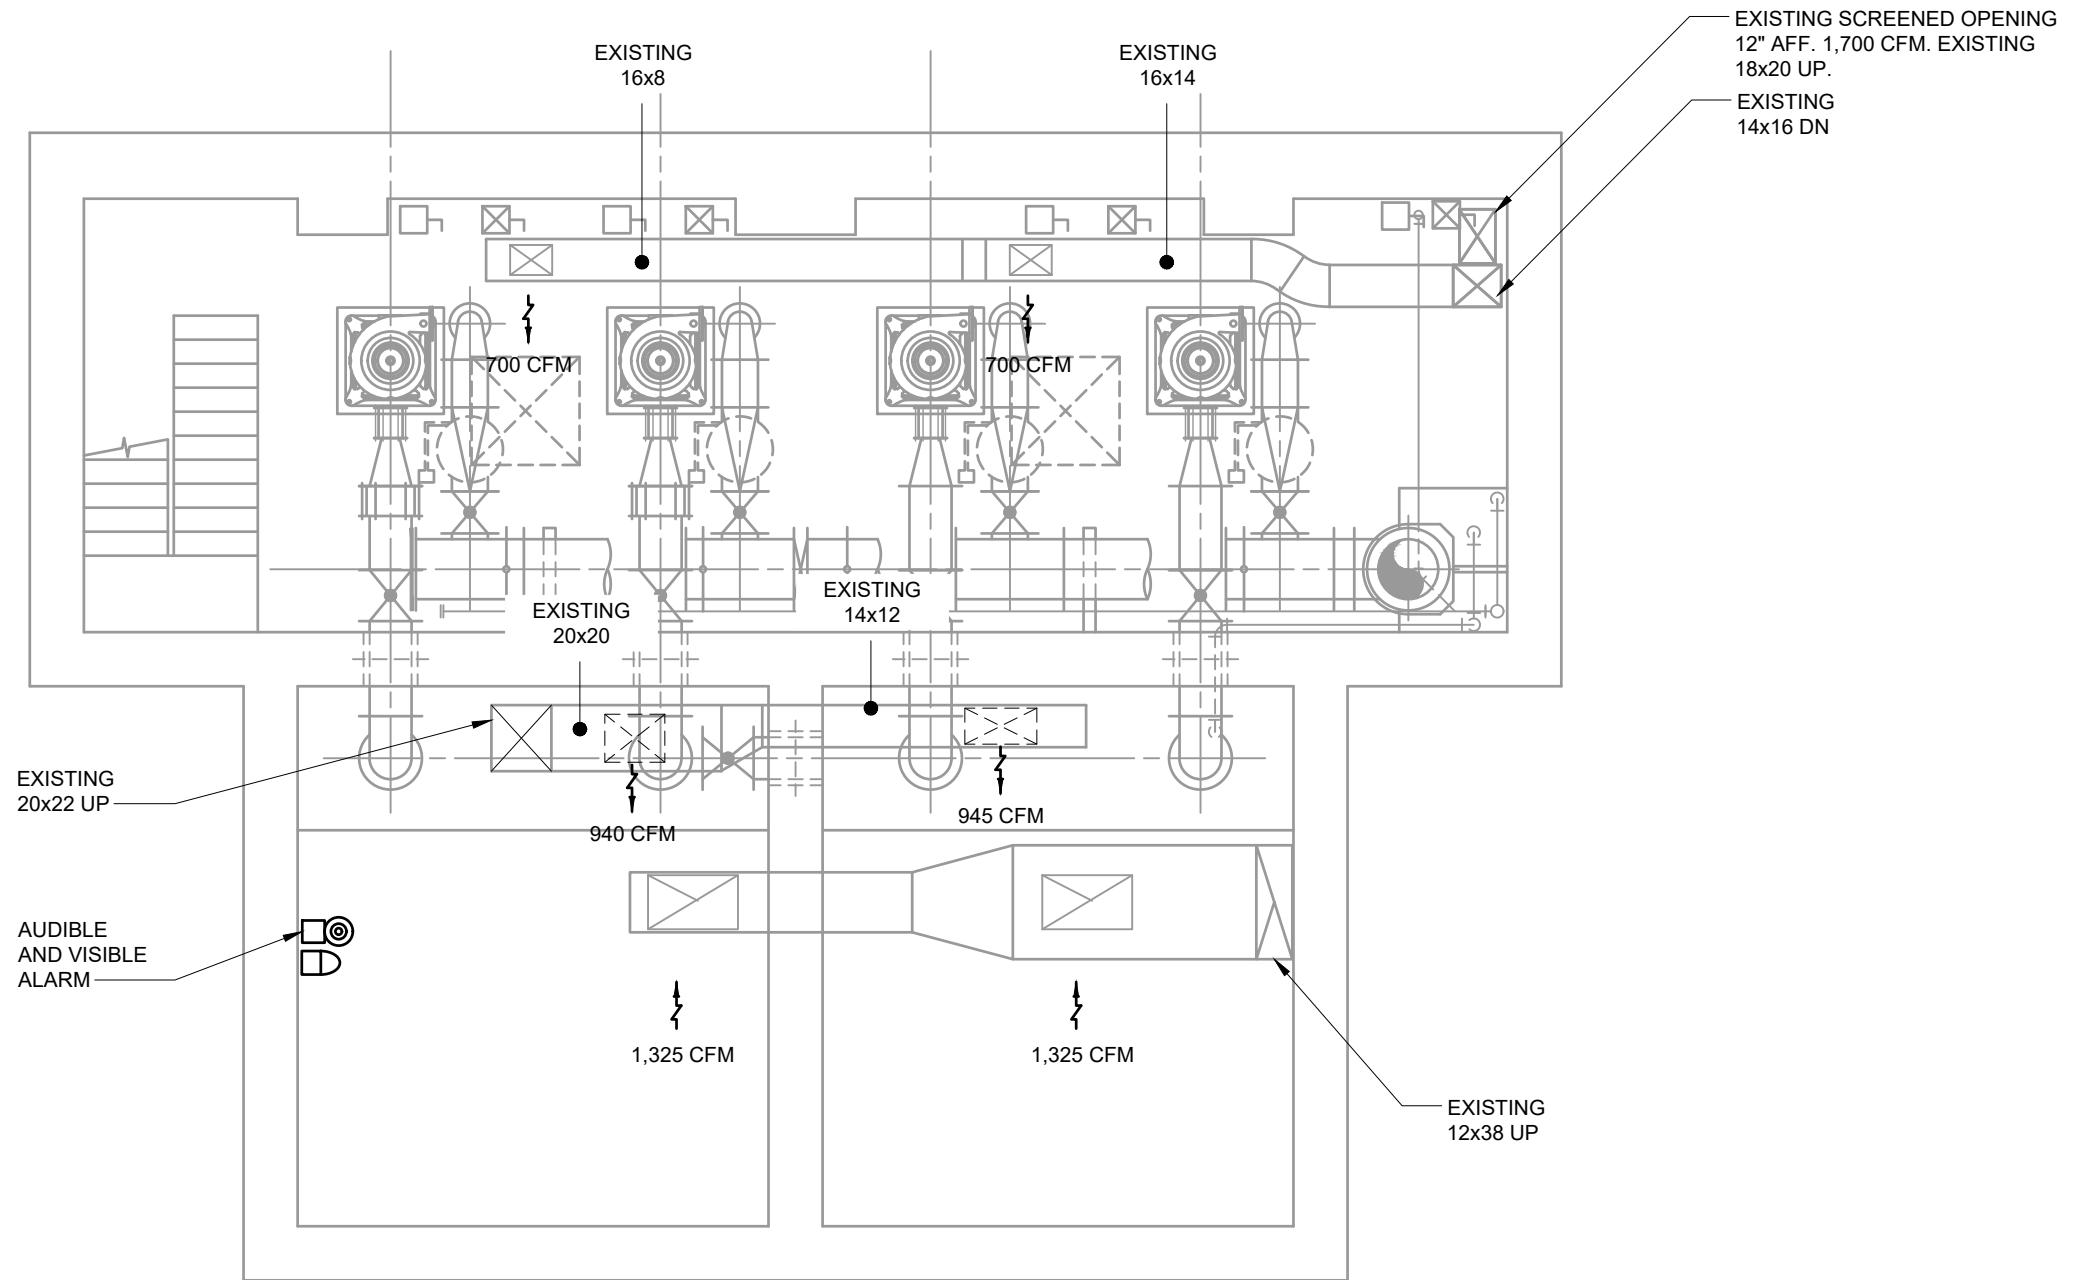 EXISTING SCREENED OPENING
12" AFF. 1,700 CFM. EXISTING
18x20 UP.
EXISTING
16x8
EXISTING
16x14
EXISTING
14x16 DN
700 CFM
700 CFM
EXISTING
14x12
EXISTING
20x20
EXISTING
20x22 UP
945 CFM
940 CFM
AUDIBLE
AND VISIBLE
ALARM
1,325 CFM
1,325 CFM
EXISTING
12x38 UP